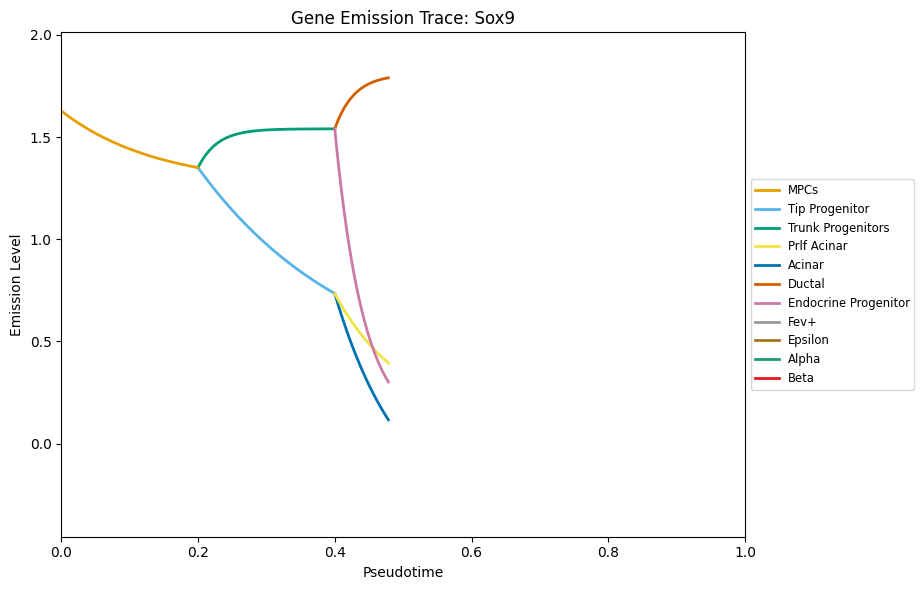 Gene Emission Trace: Sox9
2.0
1.5
1.0
0.5
0.0
Emission Level
0.0 0.2 0.4 0.6 0.8 1.0
Pseudotime
MPCs
Tip Progenitor
Trunk Progenitors
Prlf Acinar
Acinar
Ductal
Endocrine Progenitor
Fev+
Epsilon
Alpha
Beta